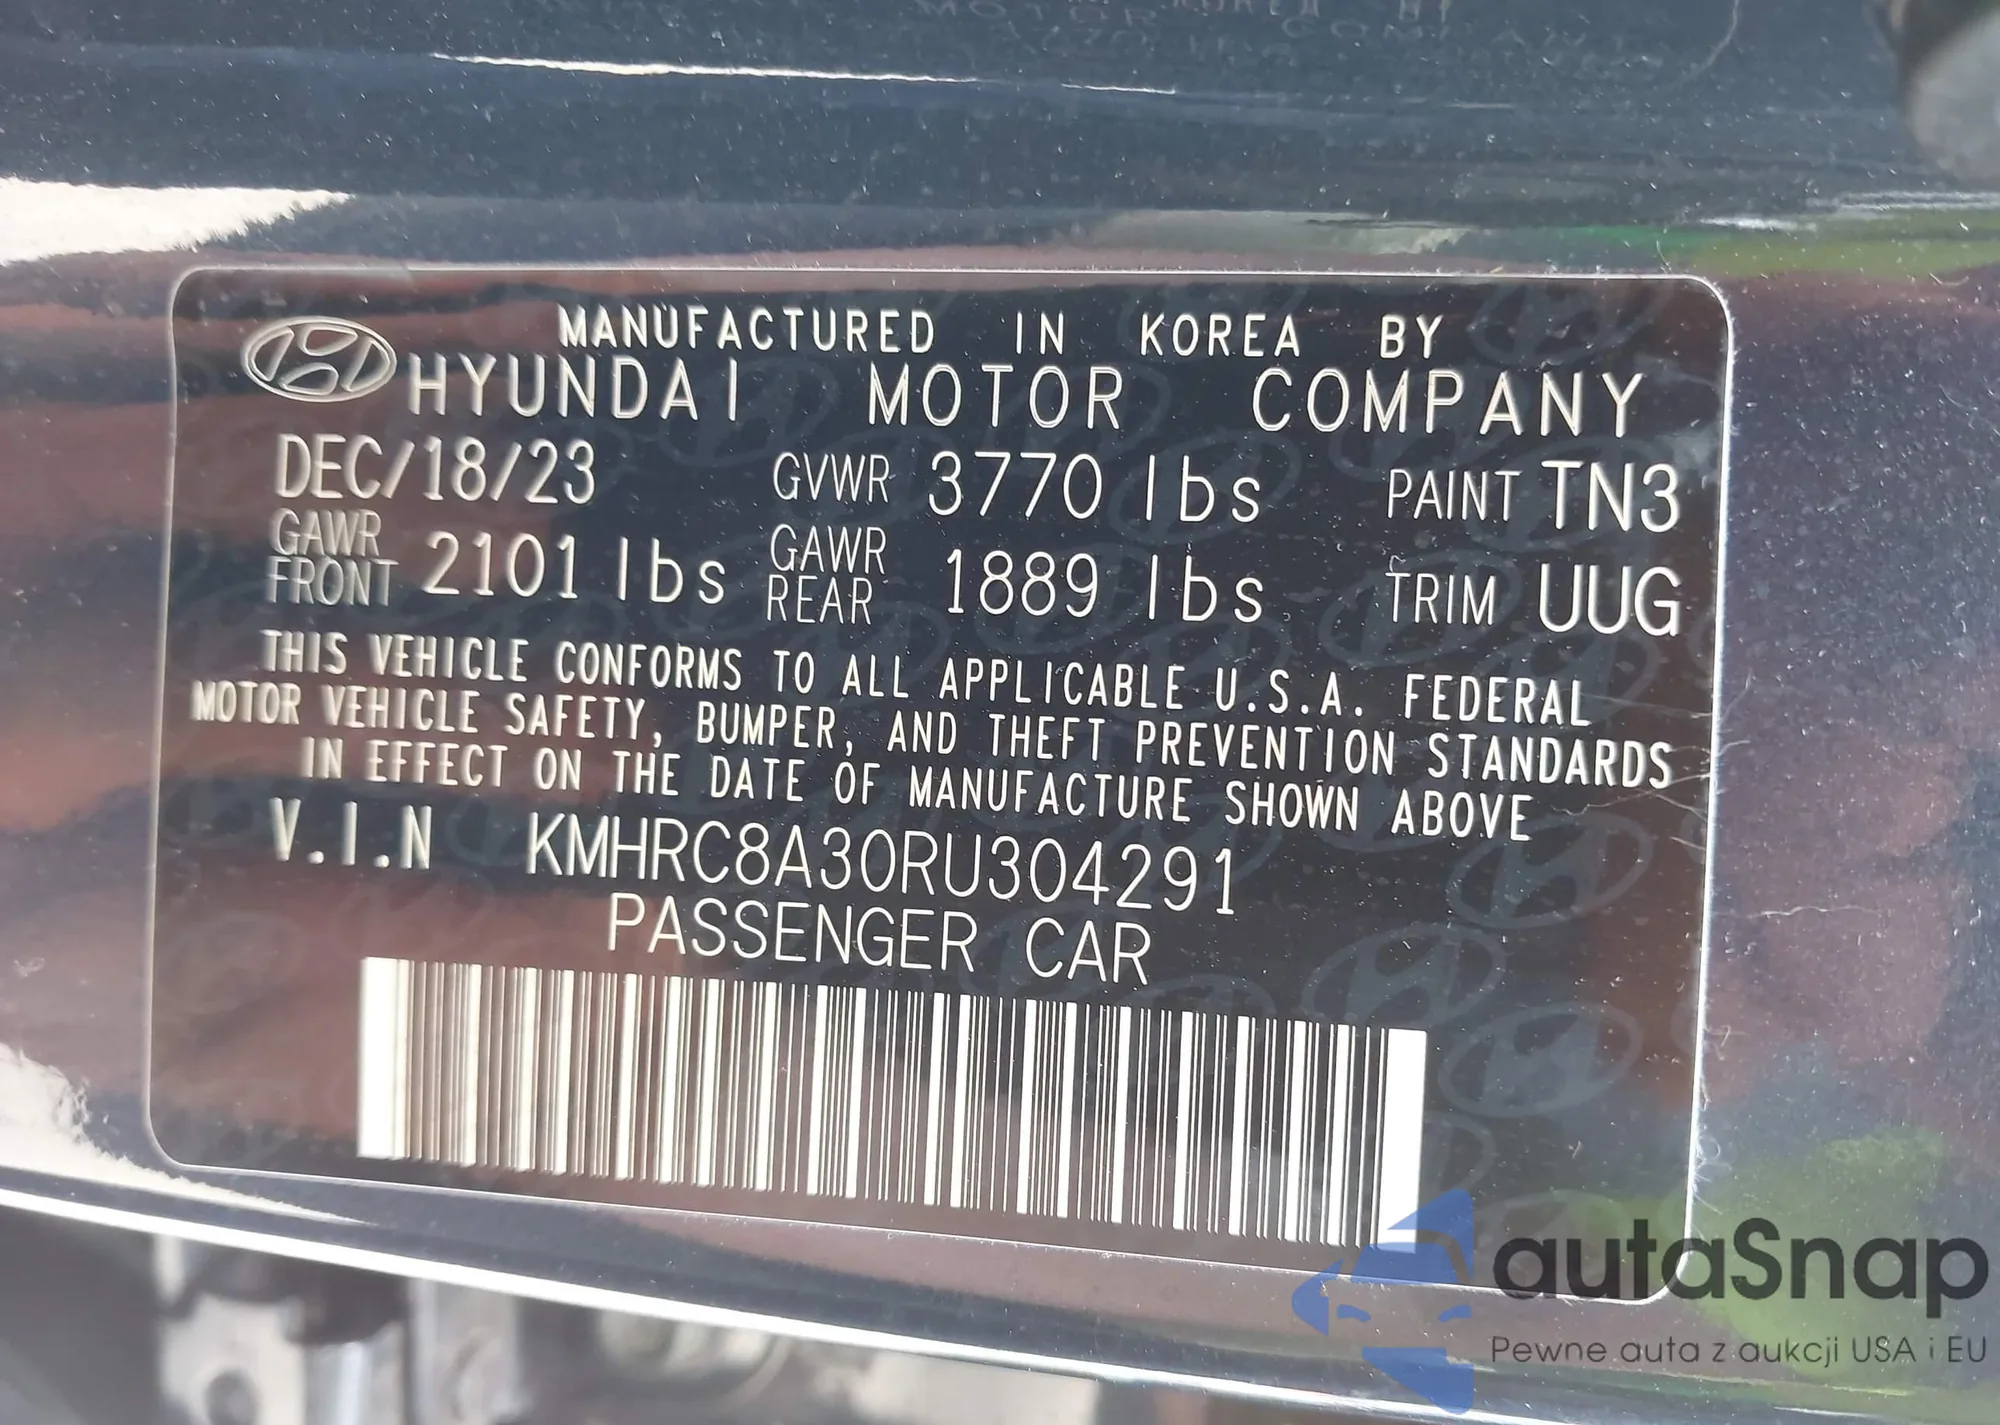 MANUFACTURED IN KOREA BY
HYUNDAI MOTOR COMPANY
DEC/18/23 GVWR 3770 lbs PAINT TN3
GAWR FRONT 2101 lbs GAWR REAR 1889 lbs TRIM UUG
THIS VEHICLE CONFORMS TO ALL APPLICABLE U.S.A. FEDERAL
MOTOR VEHICLE SAFETY, BUMPER, AND THEFT PREVENTION STANDARDS
IN EFFECT ON THE DATE OF MANUFACTURE SHOWN ABOVE
V.I.N KMHRC8A30RU304291
PASSENGER CAR
autaSnap
Pewne auta z aukcji USA i EU